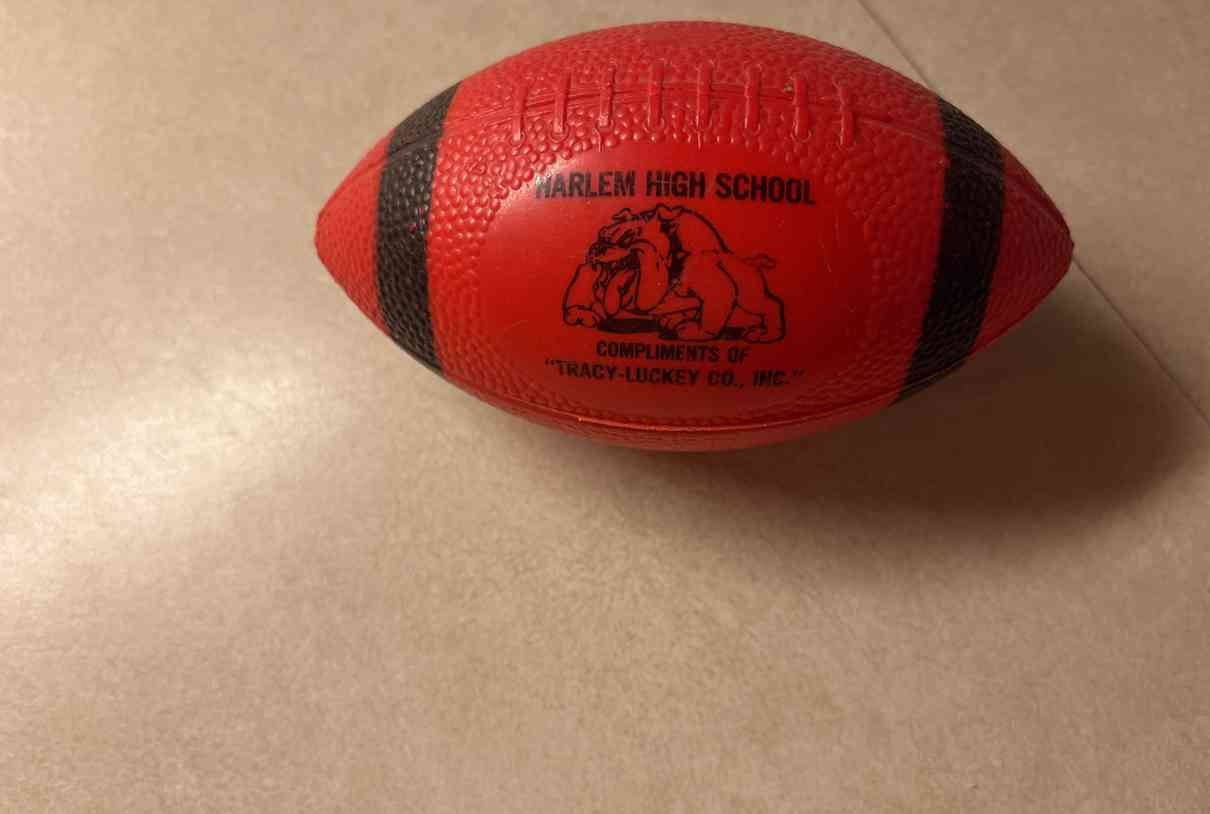 HARLEM HIGH SCHOOL
COMPLIMENTS OF
"TRACY-LUCKEY CO., INC."